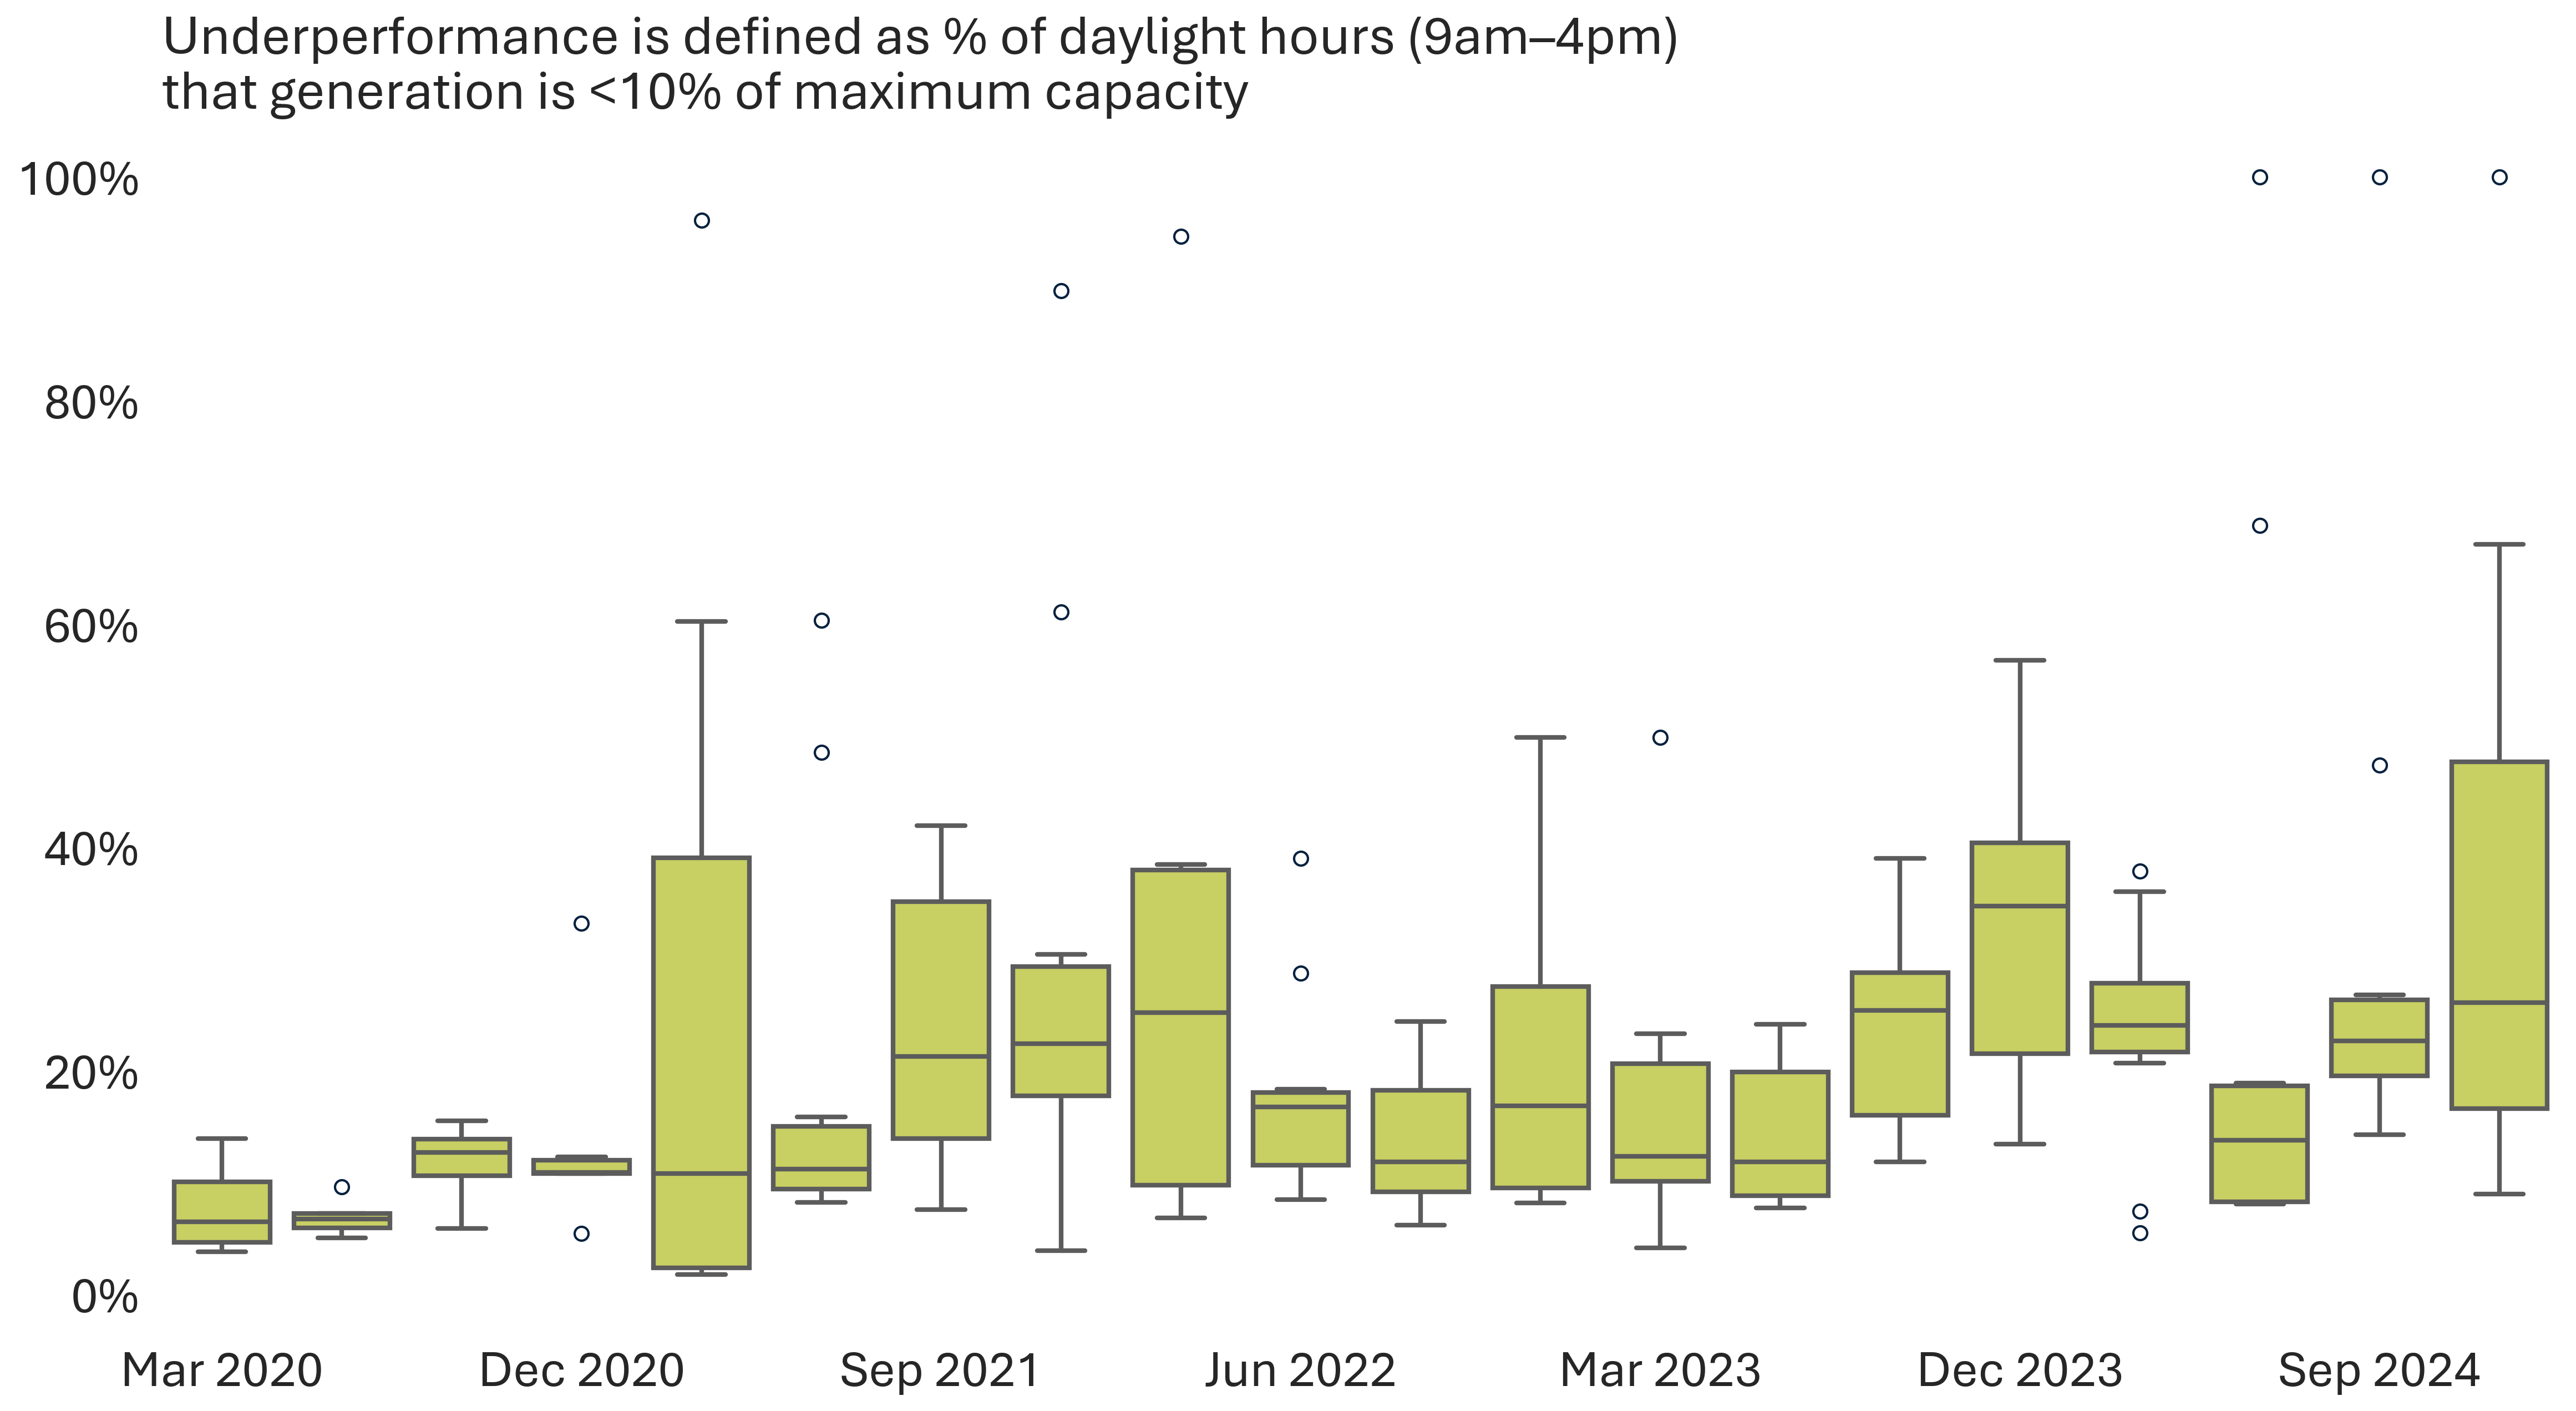 Underperformance is defined as % of daylight hours (9am–4pm)
that generation is <10% of maximum capacity
100%
80%
60%
40%
20%
0%
Mar 2020 Dec 2020 Sep 2021 Jun 2022 Mar 2023 Dec 2023 Sep 2024